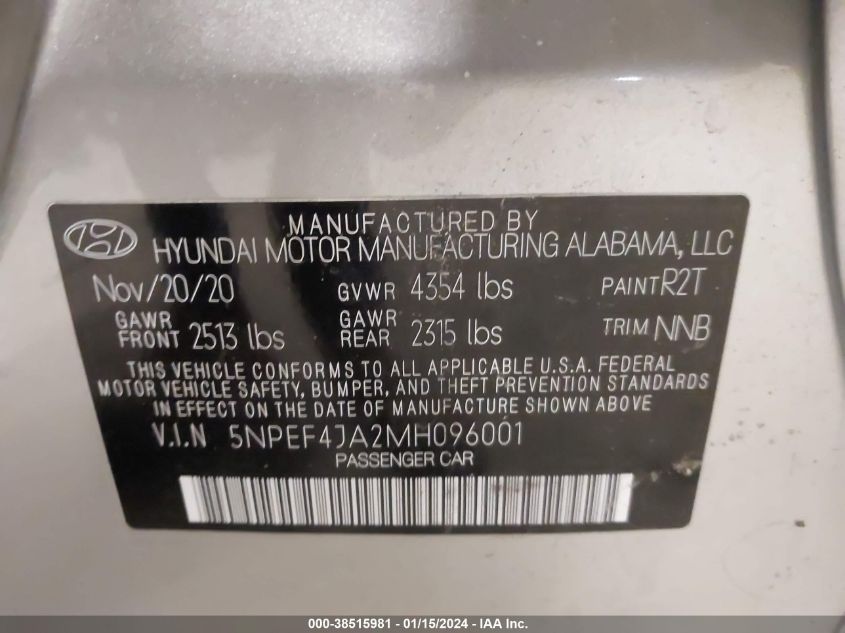 MANUFACTURED BY
HYUNDAI MOTOR MANUFACTURING ALABAMA, LLC
Nov/20/20 GVWR 4354 lbs PAINT R2T
GAWR FRONT 2513 lbs GAWR REAR 2315 lbs TRIM NNB
THIS VEHICLE CONFORMS TO ALL APPLICABLE U.S.A. FEDERAL
MOTOR VEHICLE SAFETY, BUMPER, AND THEFT PREVENTION STANDARDS
IN EFFECT ON THE DATE OF MANUFACTURE SHOWN ABOVE
V.I.N 5NPEF4JA2MH096001
PASSENGER CAR
000-38515981 - 01/15/2024 - IAA Inc.